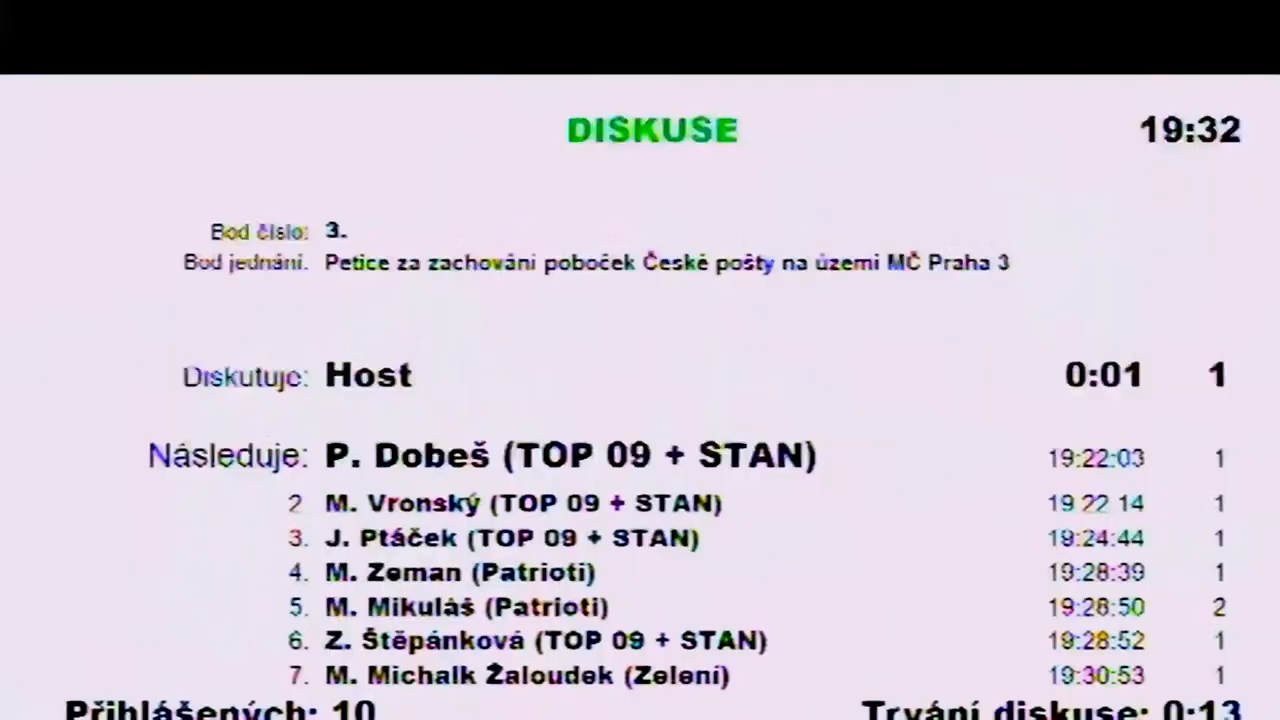 DISKUSE 19:32
Bod číslo: 3.
Bod jednání: Petice za zachování poboček České pošty na území MČ Praha 3
Diskutuje: Host 0:01 1
Následuje: P. Dobeš (TOP 09 + STAN) 19:22:03 1
2 M. Vronský (TOP 09 + STAN) 19 22 14 1
3. J. Ptáček (TOP 09 + STAN) 19:24:44 1
4. M. Zeman (Patrioti) 19:28:39 1
5. M. Mikuláš (Patrioti) 19:28:50 2
6. Z. Štěpánková (TOP 09 + STAN) 19:28:52 1
7. M. Michalk Žaloudek (Zelení) 19:30:53 1
Přihlášených: 10 Trvání diskuse: 0:13